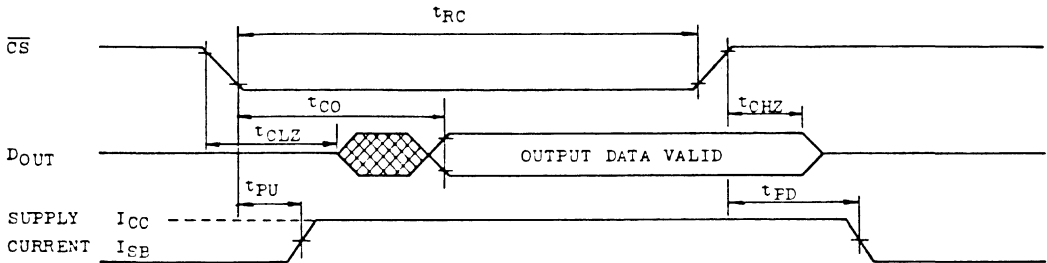 tRC
CS
tCO
tCHZ
tCLZ
DOUT
OUTPUT DATA VALID
tPU
tPD
SUPPLY ICC
CURRENT ISB